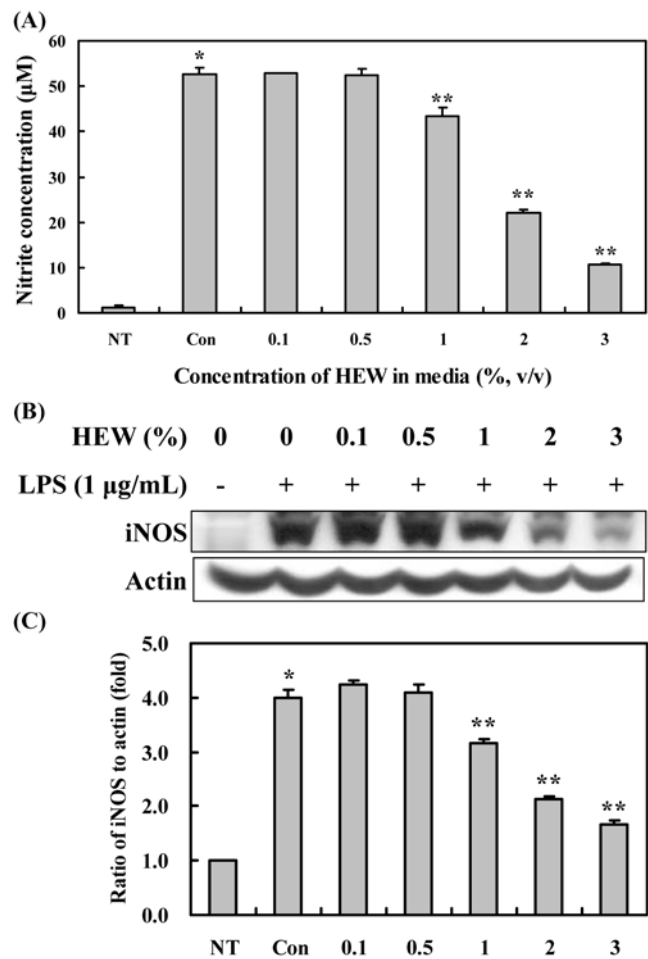 (A)
Nitrite concentration (μM)
60
50
40
30
20
10
0
*
**
**
**
NT Con 0.1 0.5 1 2 3
Concentration of HEW in media (%, v/v)
(B)
HEW (%) 0 0 0.1 0.5 1 2 3
LPS (1 μg/mL) - + + + + + +
iNOS
Actin
(C)
Ratio of iNOS to actin (fold)
5.0
4.0
3.0
2.0
1.0
0.0
*
**
**
**
NT Con 0.1 0.5 1 2 3